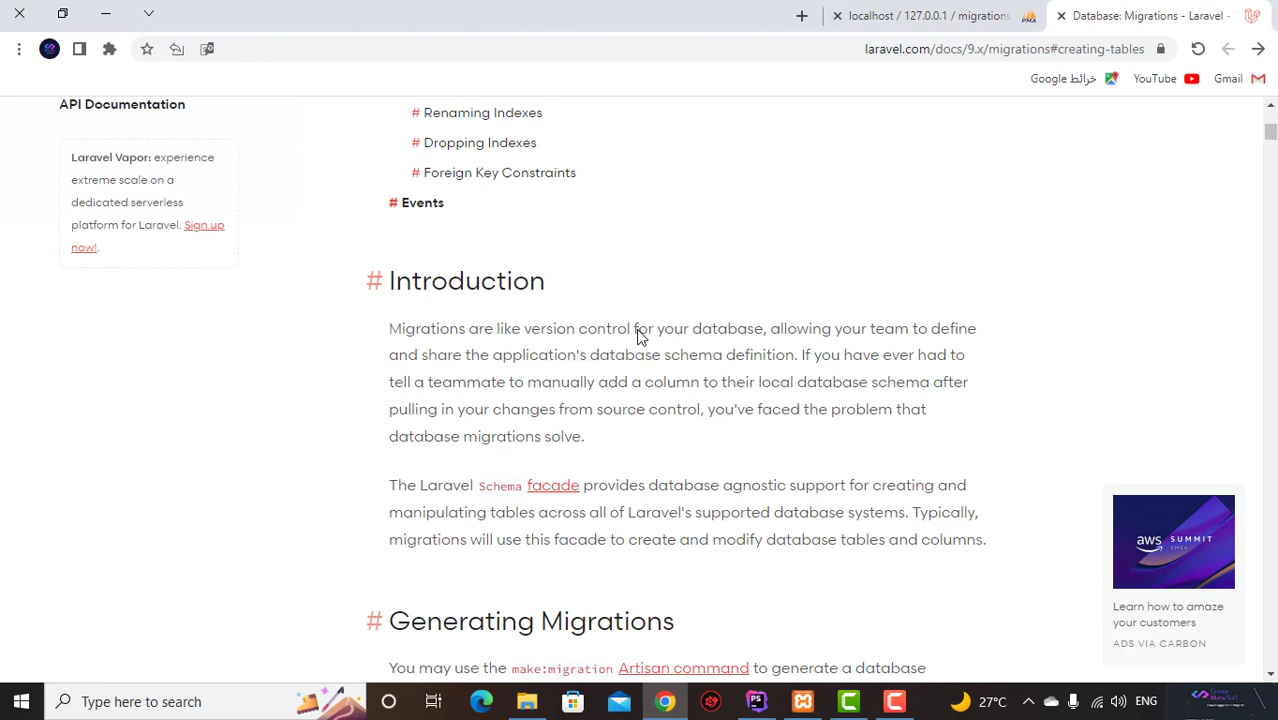 localhost / 127.0.0.1 / migrations
Database: Migrations - Laravel -
laravel.com/docs/9.x/migrations#creating-tables
خرائط Google
YouTube
Gmail
API Documentation
Laravel Vapor: experience
extreme scale on a
dedicated serverless
platform for Laravel. Sign up
now!.
# Renaming Indexes
# Dropping Indexes
# Foreign Key Constraints
# Events
# Introduction
Migrations are like version control for your database, allowing your team to define
and share the application's database schema definition. If you have ever had to
tell a teammate to manually add a column to their local database schema after
pulling in your changes from source control, you've faced the problem that
database migrations solve.
The Laravel Schema facade provides database agnostic support for creating and
manipulating tables across all of Laravel's supported database systems. Typically,
migrations will use this facade to create and modify database tables and columns.
# Generating Migrations
You may use the make:migration Artisan command to generate a database
aws SUMMIT
Learn how to amaze
your customers
ADS VIA CARBON
Type here to search
27°C
ENG